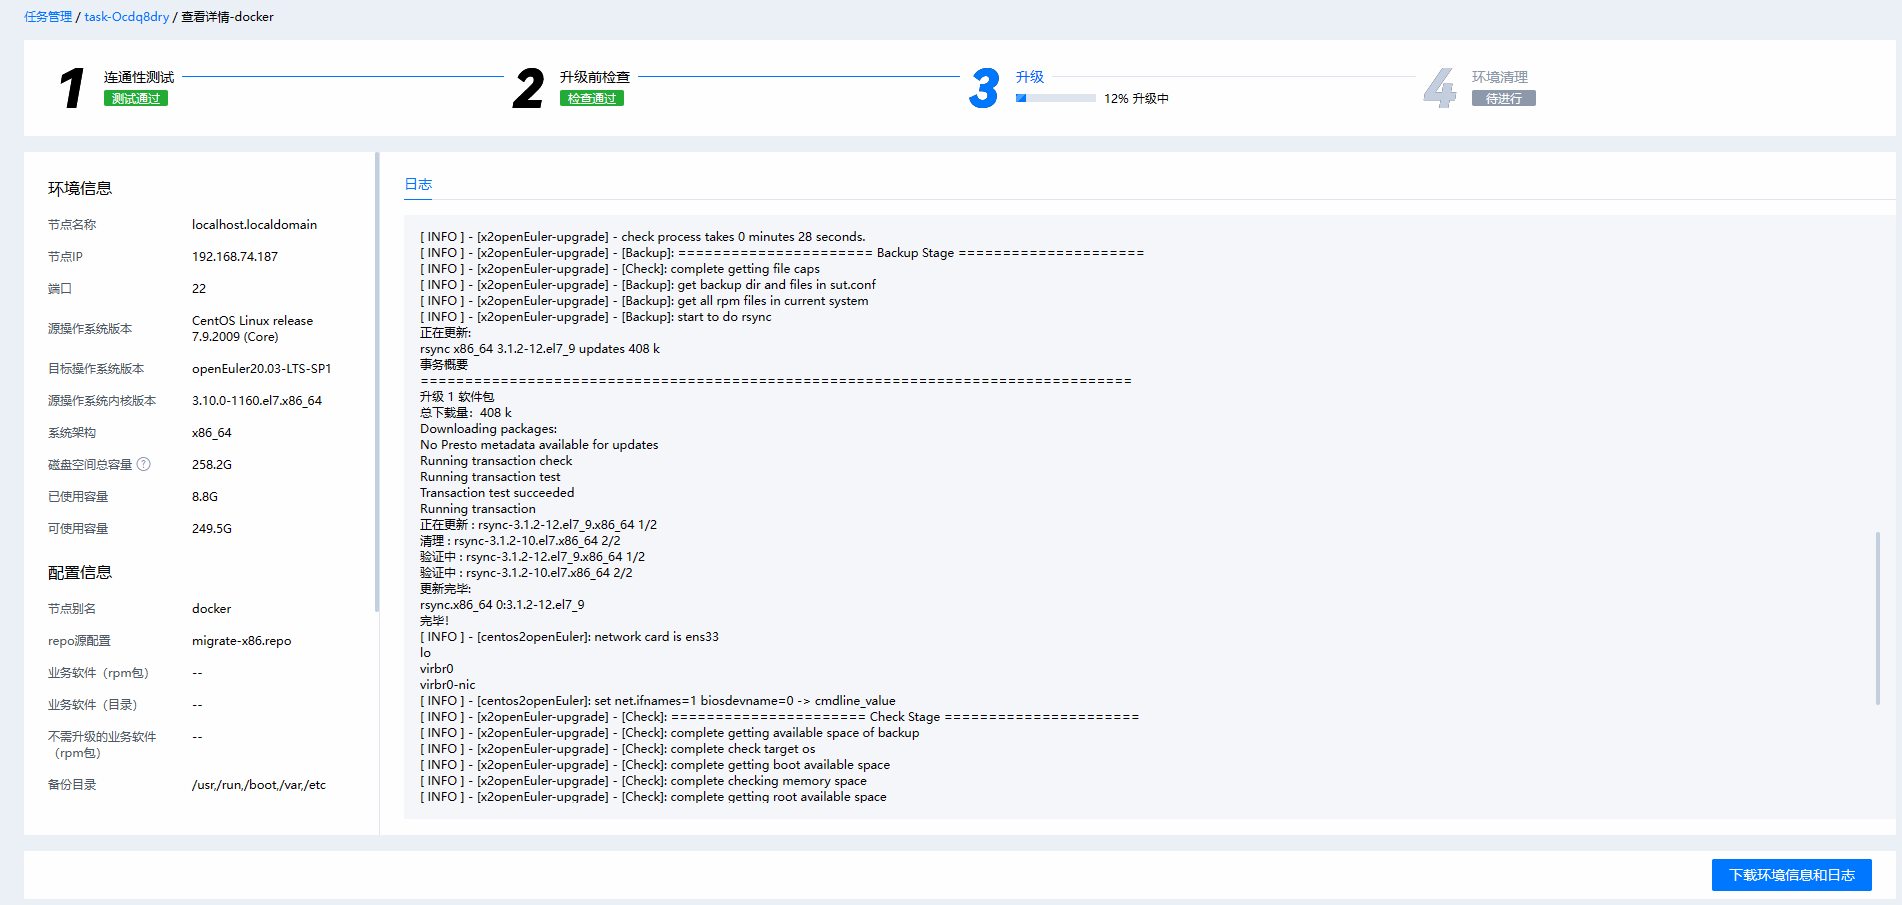 任务管理 / task-Ocdq8dry / 查看详情-docker
1 连通性测试
测试通过
2 升级前检查
检查通过
3 升级
12% 升级中
4 环境清理
待进行
环境信息
节点名称 localhost.localdomain
节点IP 192.168.74.187
端口 22
源操作系统版本 CentOS Linux release
7.9.2009 (Core)
目标操作系统版本 openEuler20.03-LTS-SP1
源操作系统内核版本 3.10.0-1160.el7.x86_64
系统架构 x86_64
磁盘空间总容量 ? 258.2G
已使用容量 8.8G
可使用容量 249.5G
配置信息
节点别名 docker
repo源配置 migrate-x86.repo
业务软件（rpm包） --
业务软件（目录） --
不需升级的业务软件 --
（rpm包）
备份目录 /usr,/run,/boot,/var,/etc
日志
[ INFO ] - [x2openEuler-upgrade] - check process takes 0 minutes 28 seconds.
[ INFO ] - [x2openEuler-upgrade] - [Backup]: ====================== Backup Stage =====================
[ INFO ] - [x2openEuler-upgrade] - [Check]: complete getting file caps
[ INFO ] - [x2openEuler-upgrade] - [Backup]: get backup dir and files in sut.conf
[ INFO ] - [x2openEuler-upgrade] - [Backup]: get all rpm files in current system
[ INFO ] - [x2openEuler-upgrade] - [Backup]: start to do rsync
正在更新:
rsync x86_64 3.1.2-12.el7_9 updates 408 k
事务概要
================================================================================
升级 1 软件包
总下载量：408 k
Downloading packages:
No Presto metadata available for updates
Running transaction check
Running transaction test
Transaction test succeeded
Running transaction
正在更新 : rsync-3.1.2-12.el7_9.x86_64 1/2
清理 : rsync-3.1.2-10.el7.x86_64 2/2
验证中 : rsync-3.1.2-12.el7_9.x86_64 1/2
验证中 : rsync-3.1.2-10.el7.x86_64 2/2
更新完毕:
rsync.x86_64 0:3.1.2-12.el7_9
完毕！
[ INFO ] - [centos2openEuler]: network card is ens33
lo
virbr0
virbr0-nic
[ INFO ] - [centos2openEuler]: set net.ifnames=1 biosdevname=0 -> cmdline_value
[ INFO ] - [x2openEuler-upgrade] - [Check]: ====================== Check Stage ======================
[ INFO ] - [x2openEuler-upgrade] - [Check]: complete getting available space of backup
[ INFO ] - [x2openEuler-upgrade] - [Check]: complete check target os
[ INFO ] - [x2openEuler-upgrade] - [Check]: complete getting boot available space
[ INFO ] - [x2openEuler-upgrade] - [Check]: complete checking memory space
[ INFO ] - [x2openEuler-upgrade] - [Check]: complete getting root available space
下载环境信息和日志